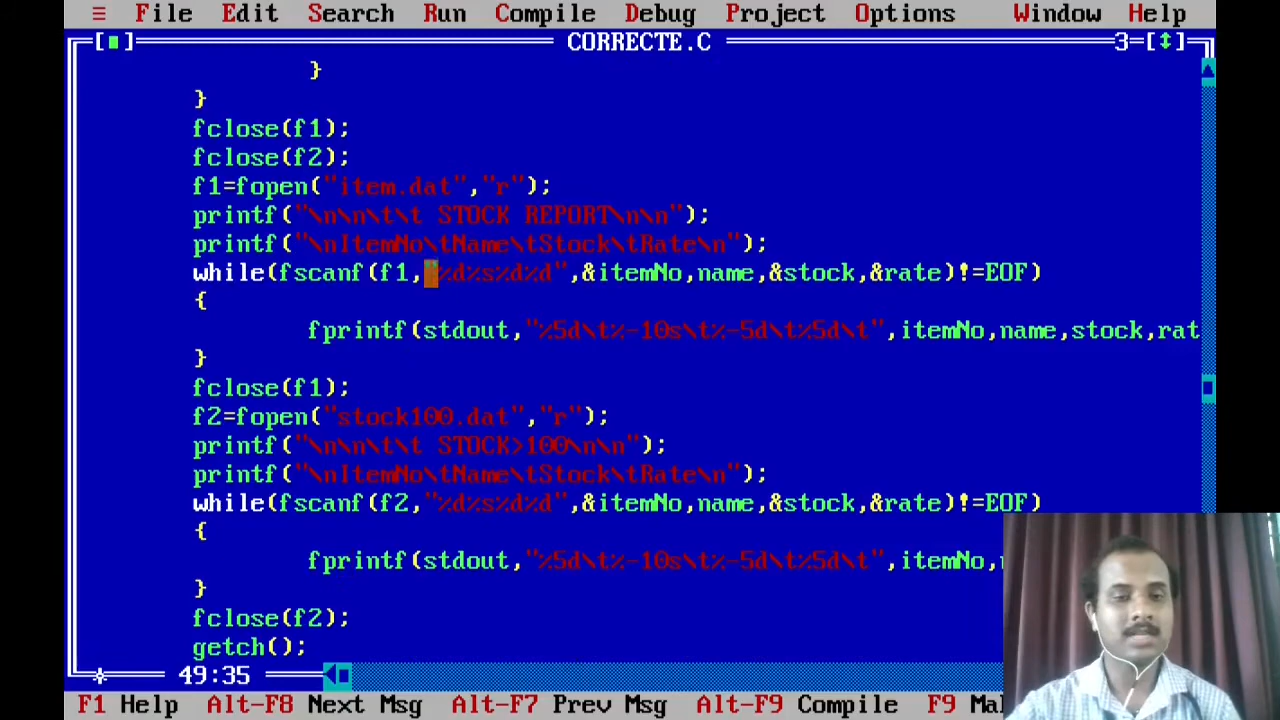 ≡ File Edit Search Run Compile Debug Project Options Window Help
[■] CORRECTE.C 3=[↕]
}
}
fclose(f1);
fclose(f2);
f1=fopen("item.dat","r");
printf("\n\n\t\t STOCK REPORT\n\n");
printf("\nItemNo\tName\tStock\tRate\n");
while(fscanf(f1,"%d%s%d%d",&itemNo,name,&stock,&rate)!=EOF)
{
fprintf(stdout,"%5d\t%-10s\t%-5d\t%5d\t",itemNo,name,stock,rat
}
fclose(f1);
f2=fopen("stock100.dat","r");
printf("\n\n\t\t STOCK>100\n\n");
printf("\nItemNo\tName\tStock\tRate\n");
while(fscanf(f2,"%d%s%d%d",&itemNo,name,&stock,&rate)!=EOF)
{
fprintf(stdout,"%5d\t%-10s\t%-5d\t%5d\t",itemNo,
}
fclose(f2);
getch();
* 49:35
F1 Help Alt-F8 Next Msg Alt-F7 Prev Msg Alt-F9 Compile F9 Ma